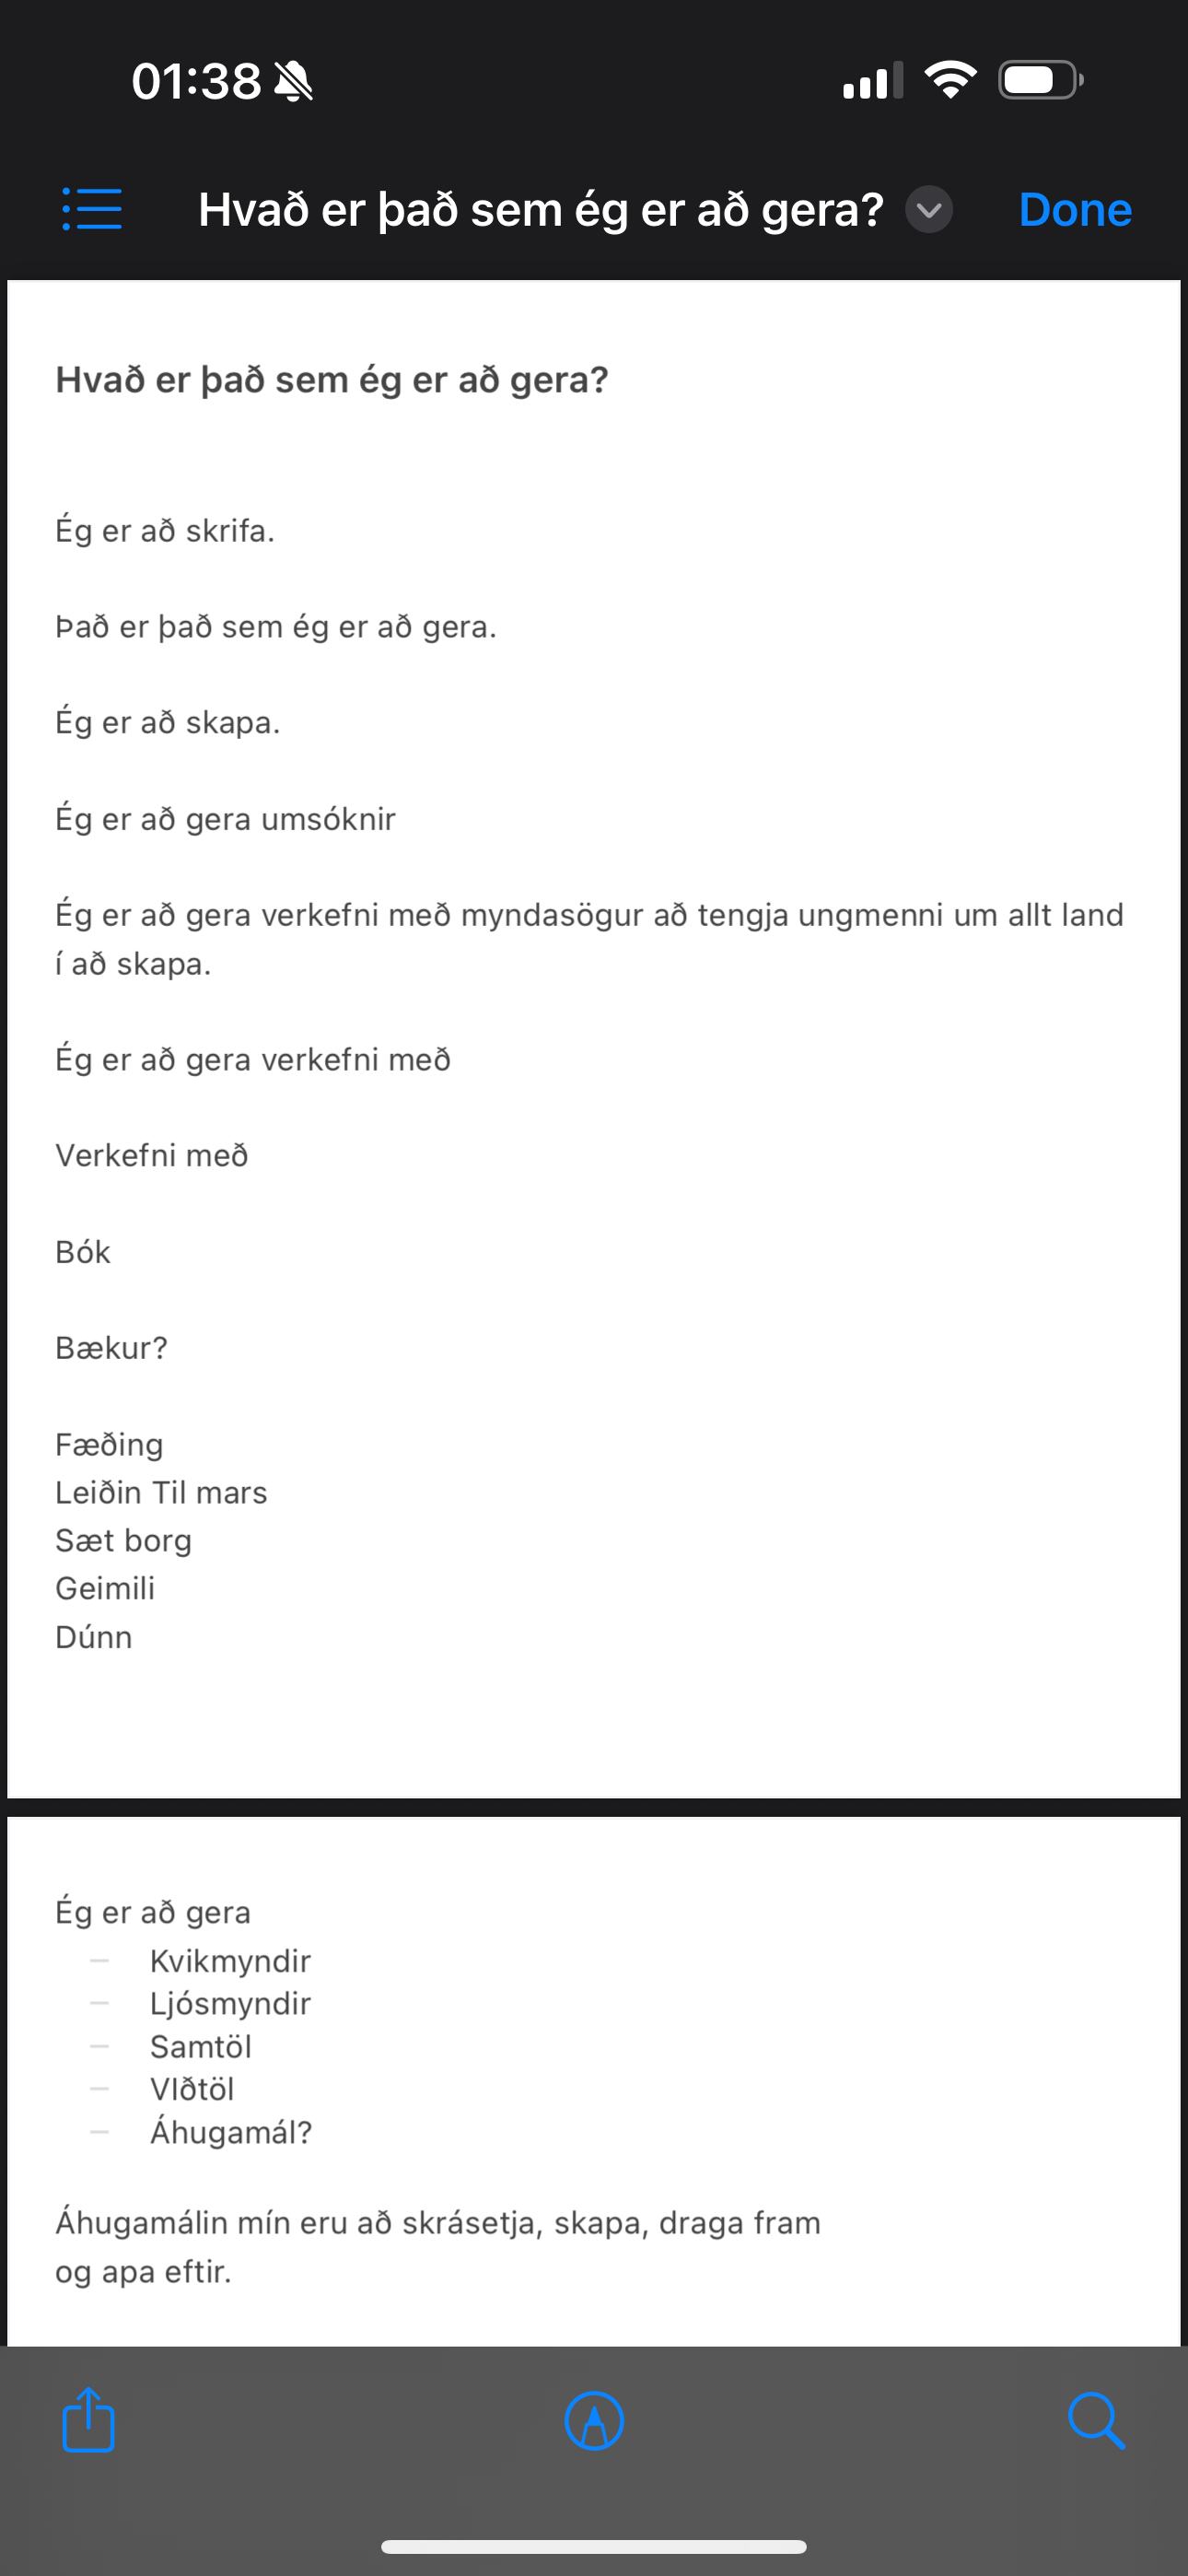 01:38
Hvað er það sem ég er að gera?
Done
Hvað er það sem ég er að gera?
Ég er að skrifa.
Það er það sem ég er að gera.
Ég er að skapa.
Ég er að gera umsóknir
Ég er að gera verkefni með myndasögur að tengja ungmenni um allt land
í að skapa.
Ég er að gera verkefni með
Verkefni með
Bók
Bækur?
Fæðing
Leiðin Til mars
Sæt borg
Geimili
Dúnn
Ég er að gera
– Kvikmyndir
– Ljósmyndir
– Samtöl
– VIðtöl
– Áhugamál?
Áhugamálin mín eru að skrásetja, skapa, draga fram
og apa eftir.